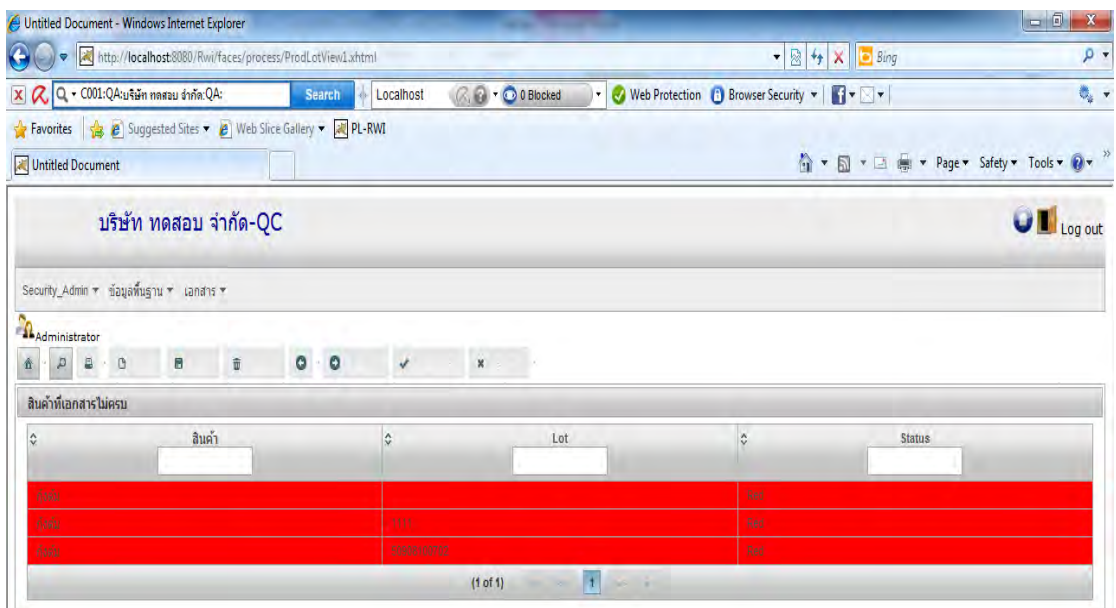 Untitled Document - Windows Internet Explorer
http://localhost:8080/Rwi/faces/process/ProdLotView1.xhtml
Bing
C001:QA:บริษัท ทดสอบ จำกัด:QA:
Search
Localhost
0 Blocked
Web Protection
Browser Security
Favorites
Suggested Sites
Web Slice Gallery
PL-RWI
Untitled Document
Page
Safety
Tools
บริษัท ทดสอบ จำกัด-QC
Log out
Security_Admin
ข้อมูลพื้นฐาน
เอกสาร
Administrator
สินค้าที่เอกสารไม่ครบ
สินค้า
Lot
Status
Red
Red
Red
(1 of 1)
1